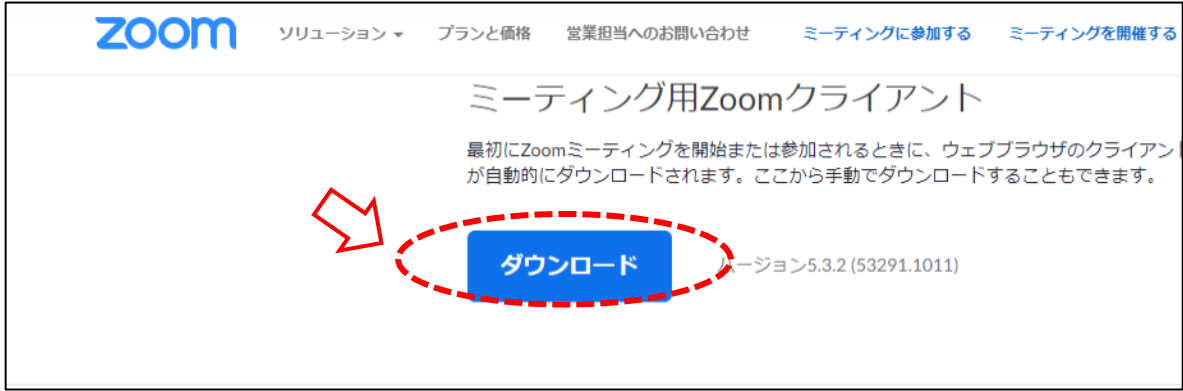 zoom ソリューション プランと価格 営業担当へのお問い合わせ ミーティングに参加する ミーティングを開催する
ミーティング用Zoomクライアント
最初にZoomミーティングを開始または参加されるときに、ウェブブラウザのクライアント
が自動的にダウンロードされます。ここから手動でダウンロードすることもできます。
ダウンロード バージョン5.3.2 (53291.1011)